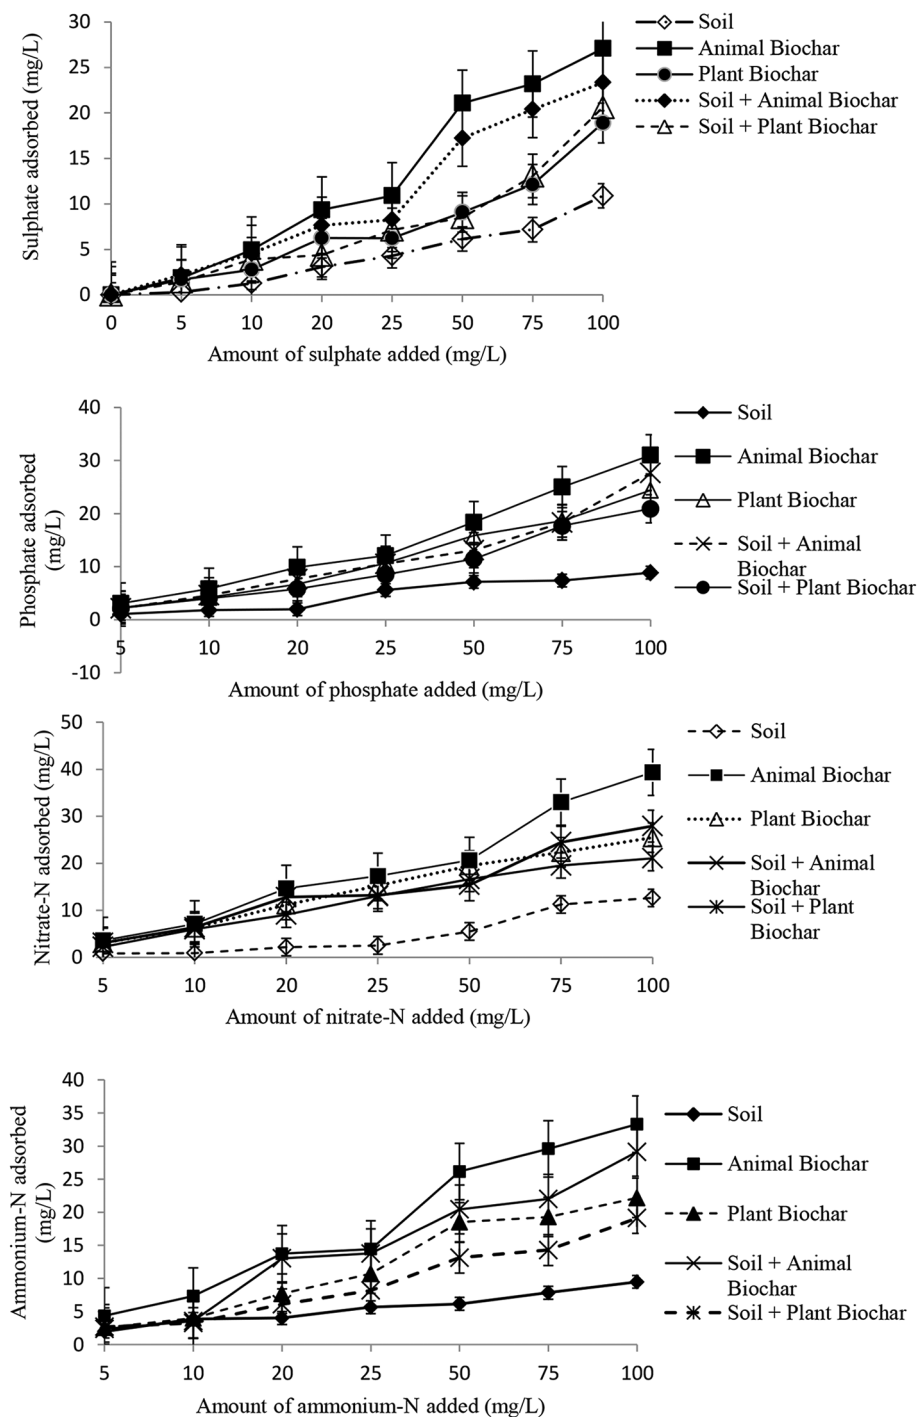 30
25
20
15
10
5
0
Sulphate adsorbed (mg/L)
0 5 10 20 25 50 75 100
Amount of sulphate added (mg/L)
Soil
Animal Biochar
Plant Biochar
Soil + Animal Biochar
Soil + Plant Biochar
40
30
20
10
0
-10
Phosphate adsorbed
(mg/L)
5 10 20 25 50 75 100
Amount of phosphate added (mg/L)
Soil
Animal Biochar
Plant Biochar
Soil + Animal
Biochar
Soil + Plant Biochar
50
40
30
20
10
0
Nitrate-N adsorbed (mg/L)
5 10 20 25 50 75 100
Amount of nitrate-N added (mg/L)
Soil
Animal Biochar
Plant Biochar
Soil + Animal
Biochar
Soil + Plant
Biochar
40
35
30
25
20
15
10
5
0
Ammonium-N adsorbed
(mg/L)
5 10 20 25 50 75 100
Amount of ammonium-N added (mg/L)
Soil
Animal Biochar
Plant Biochar
Soil + Animal
Biochar
Soil + Plant Biochar